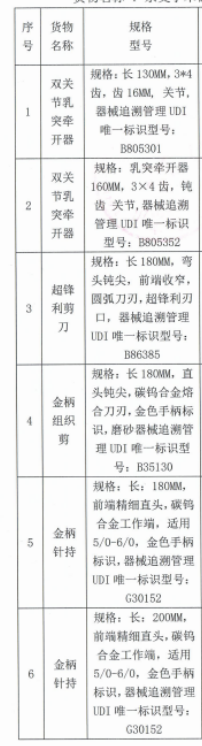 序号
货物名称
规格型号
1
双关节乳突牵开器
规格：长 130MM，3*4
齿，齿 16MM, 关节,
器械追溯管理 UDI
唯一标识型号：
B805301
2
双关节乳突牵开器
规格：乳突牵开器
160MM, 3×4 齿，钝
齿 关节,器械追溯
管理 UDI 唯一标识
型号：B805352
3
超锋利剪刀
规格：长 180MM，弯
头钝尖，前端收窄，
圆弧刀刃,超锋利刃
口，器械追溯管理
UDI 唯一标识型号：
B86385
4
金柄组织剪
规格：长 180MM，直
头钝尖，碳钨合金熔
合刀刃，金色手柄标
识,磨砂器械追溯管
理 UDI 唯一标识型
号：B35130
5
金柄针持
规格：长：180MM，
前端精细直头,碳钨
合金工作端，适用
5/0-6/0，金色手柄
标识,器械追溯管理
UDI 唯一标识型号：
G30152
6
金柄针持
规格：长：200MM，
前端精细直头,碳钨
合金工作端，适用
5/0-6/0，金色手柄
标识,器械追溯管理
UDI 唯一标识型号：
G30152